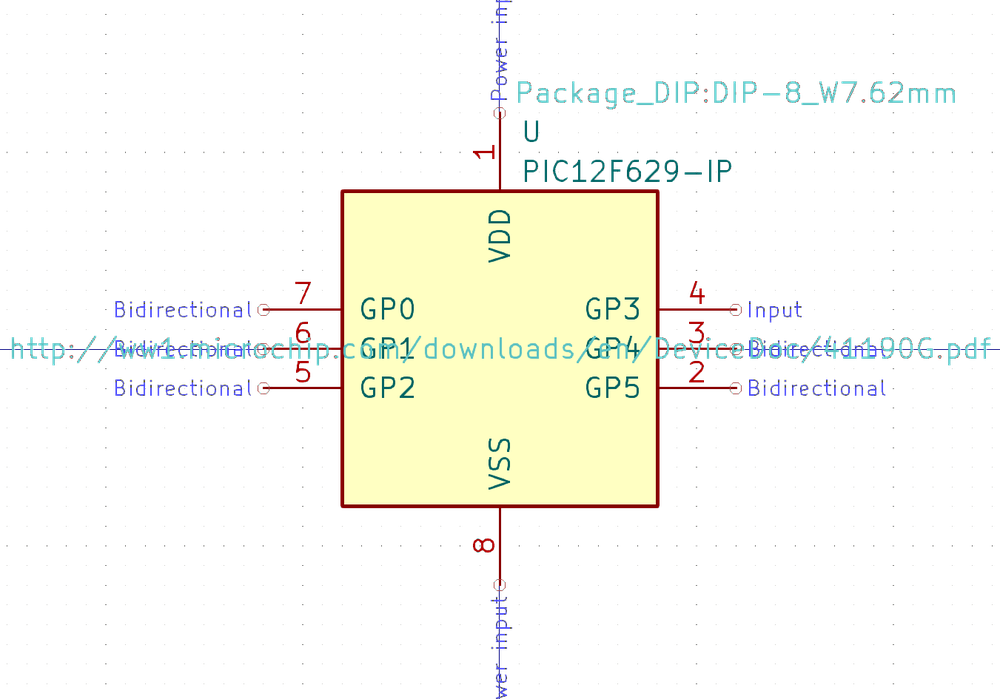 Power inp
Package_DIP:DIP-8_W7.62mm
U
1
PIC12F629-IP
VDD
7
4
Bidirectional
GP0
GP3
Input
6
3
Bidirectional
GP1
GP4
Bidirectional
http://ww1.microchip.com/downloads/en/DeviceDoc/41190G.pdf
5
2
Bidirectional
GP2
GP5
Bidirectional
VSS
8
wer input